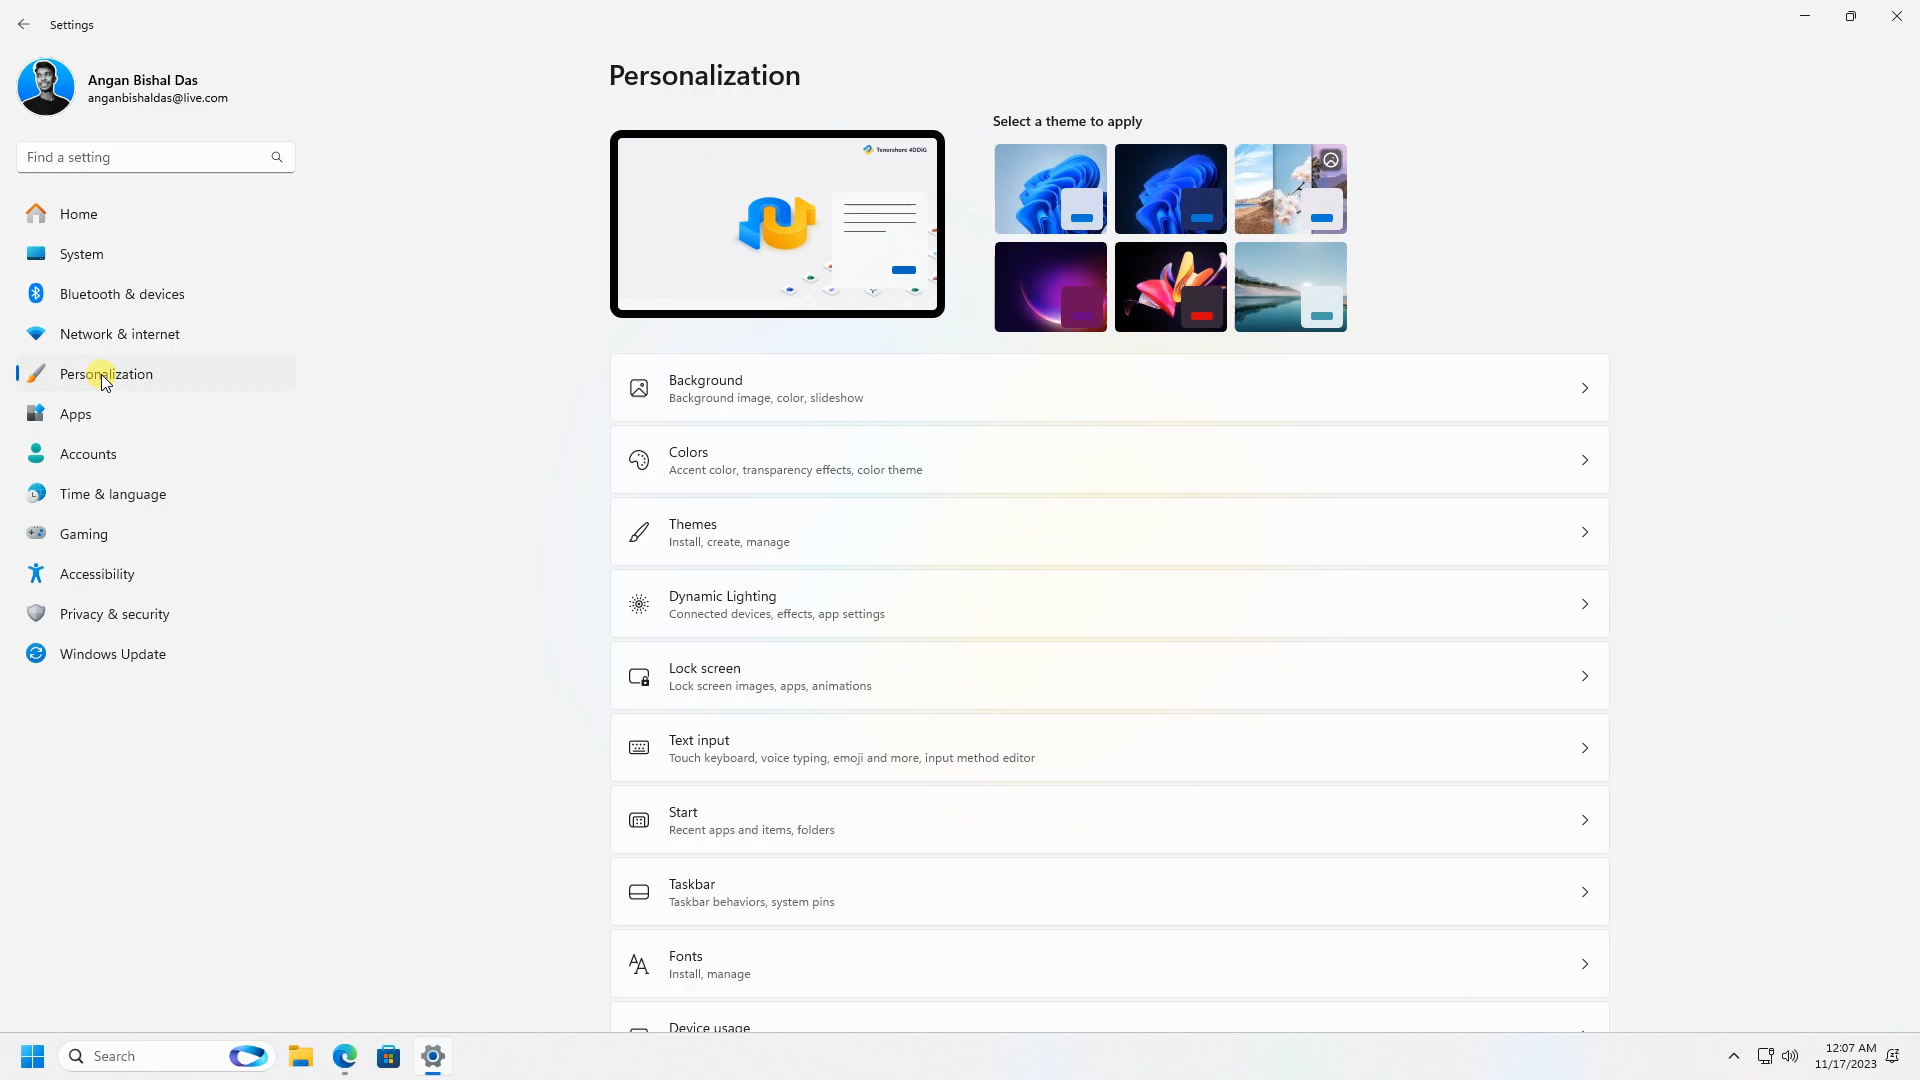 Settings
Angan Bishal Das
anganbishaldas@live.com
Find a setting
Home
System
Bluetooth & devices
Network & internet
Personalization
Apps
Accounts
Time & language
Gaming
Accessibility
Privacy & security
Windows Update
Personalization
Tenorshare 4DDiG
Select a theme to apply
Background
Background image, color, slideshow
Colors
Accent color, transparency effects, color theme
Themes
Install, create, manage
Dynamic Lighting
Connected devices, effects, app settings
Lock screen
Lock screen images, apps, animations
Text input
Touch keyboard, voice typing, emoji and more, input method editor
Start
Recent apps and items, folders
Taskbar
Taskbar behaviors, system pins
Fonts
Install, manage
Device usage
Search
12:07 AM
11/17/2023